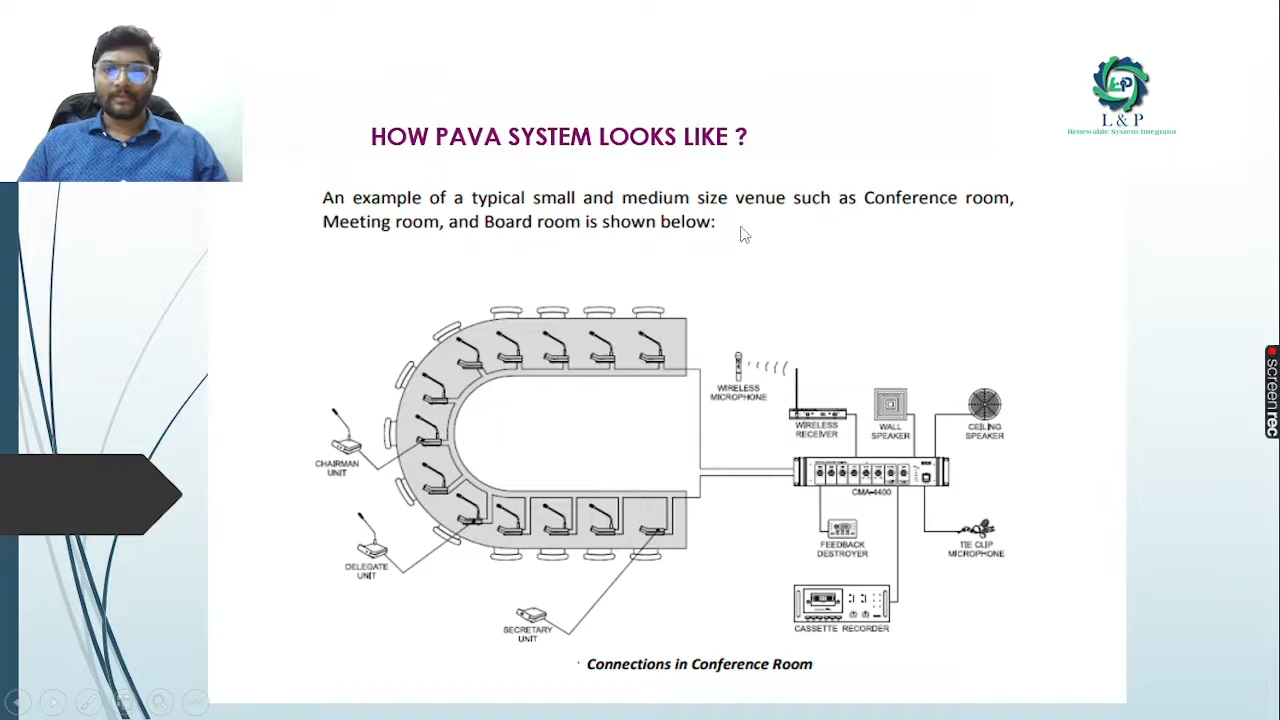 HOW PAVA SYSTEM LOOKS LIKE ?
L & P
Renewable System Integrator
An example of a typical small and medium size venue such as Conference room,
Meeting room, and Board room is shown below:
WIRELESS
MICROPHONE
WIRELESS
RECEIVER
WALL
SPEAKER
CEILING
SPEAKER
CHAIRMAN
UNIT
CMA-4400
FEEDBACK
DESTROYER
TIE CLIP
MICROPHONE
DELEGATE
UNIT
SECRETARY
UNIT
CASSETTE RECORDER
Connections in Conference Room
screenrec